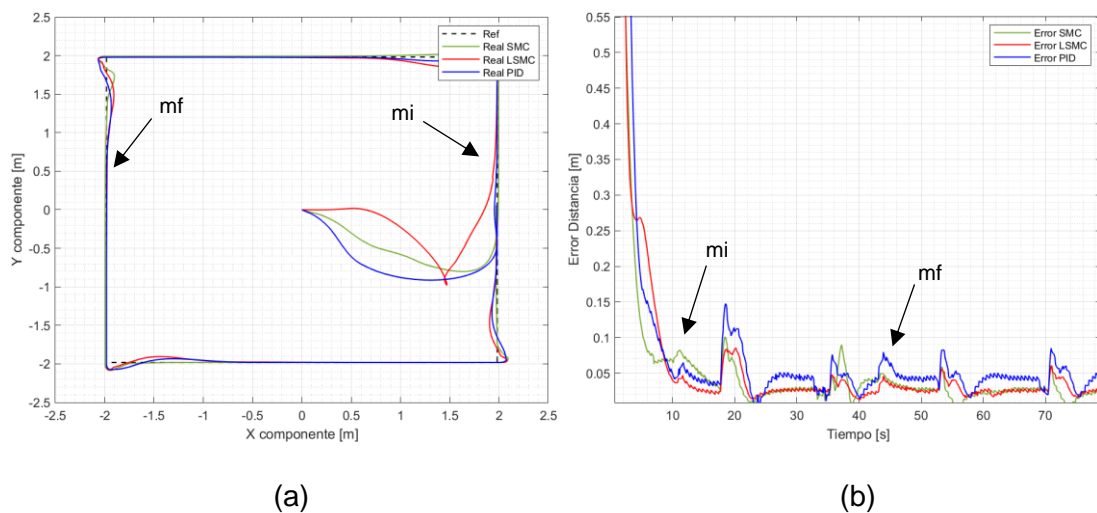 2.5
2
1.5
1
0.5
0
-0.5
-1
-1.5
-2
-2.5
-2.5
-2
-1.5
-1
-0.5
0
0.5
1
1.5
2
2.5
X componente [m]
Y componente [m]
Ref
Real SMC
Real LSMC
Real PID
mf
mi
(a)
0.55
0.5
0.45
0.4
0.35
0.3
0.25
0.2
0.15
0.1
0.05
10
20
30
40
50
60
70
Tiempo [s]
Error Distancia [m]
Error SMC
Error LSMC
Error PID
mi
mf
(b)